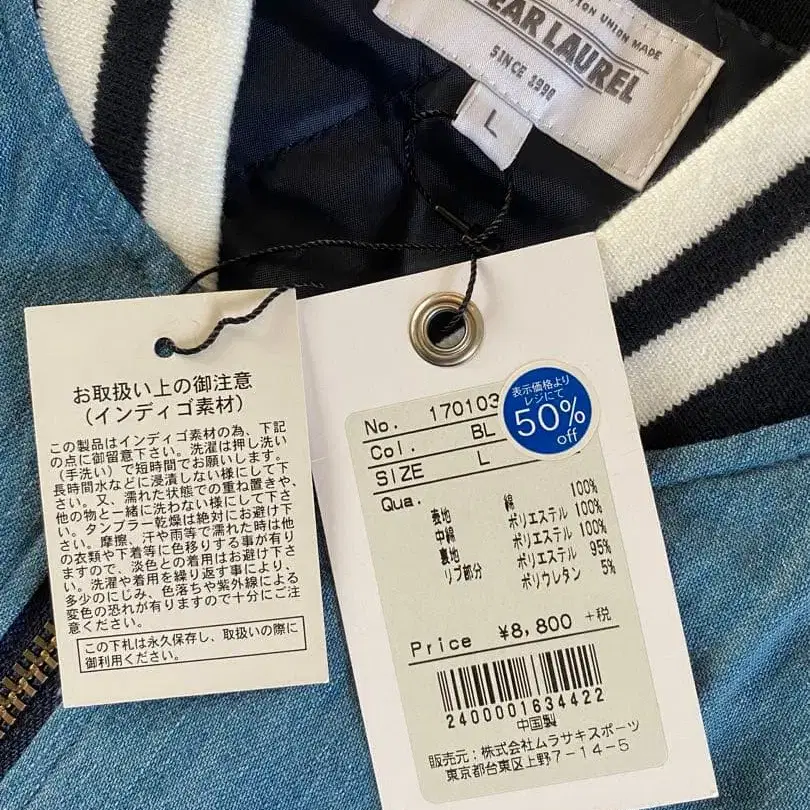 TON UNION MADE
EAR LAUREL
SINCE 1990
L
お取扱い上の御注意
(インディゴ素材)
この製品はインディゴ素材の為、下記
の点に御留意下さい。洗濯は押し洗い
(手洗い)で短時間でお願いします。
長時間水などに浸漬しない様にして下
さい。又、濡れた状態での重ね置きや、
他の物と一緒に洗わない様にして下さ
い。タンブラー乾燥は絶対にお避け下
さい。摩擦、汗や雨等で濡れた時は他
の衣類や下着等に色移りする事が有り
ますので、淡色との着用はお避け下さ
い。洗濯や着用を繰り返す事により、
多少のにじみ、色落ちや紫外線による
変色の恐れが有りますので十分にご注
意ください。
この下札は永久保存し、取扱いの際に
御利用ください。
表示価格より
レジにて
50%
off
No. 170103
Col. BL
SIZE L
Qua.
表地 綿 100%
中綿 ポリエステル 100%
裏地 ポリエステル 100%
リブ部分 ポリエステル 95%
ポリウレタン 5%
Price ¥8,800 +税
2400001634422
中国製
販売元:株式会社ムラサキスポーツ
東京都台東区上野7-14-5